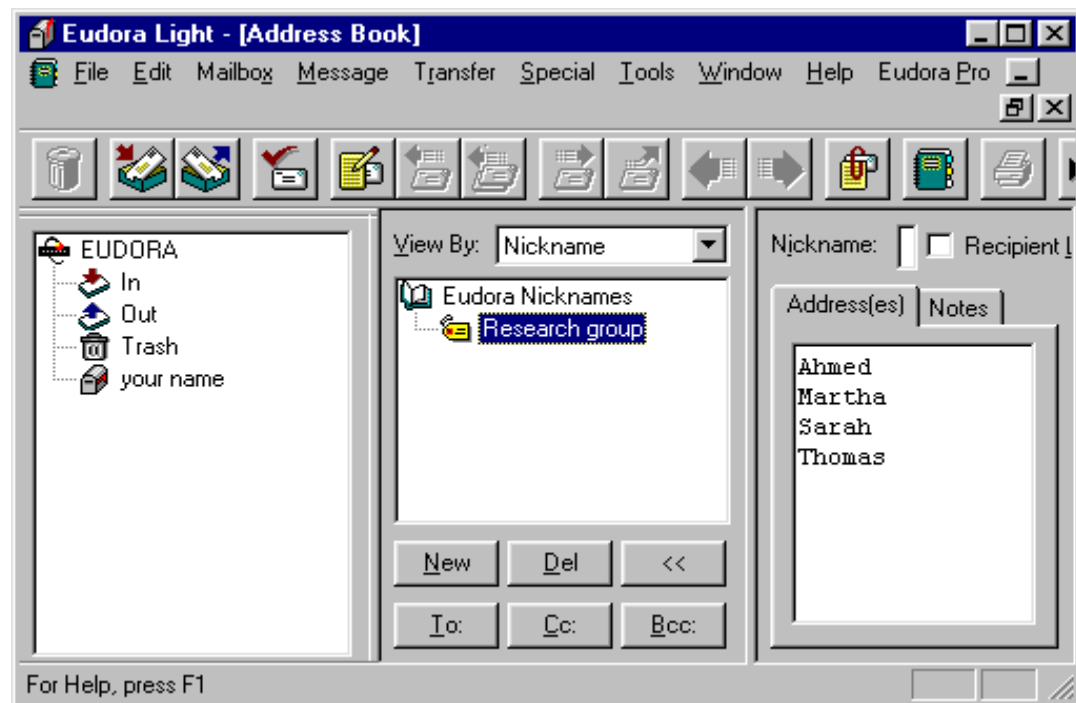 Eudora Light - [Address Book]
File Edit Mailbox Message Transfer Special Tools Window Help Eudora Pro
EUDORA
In
Out
Trash
your name
View By: Nickname
Eudora Nicknames
Research group
New Del <<
To: Cc: Bcc:
Nickname: Recipient L
Address(es) Notes
Ahmed
Martha
Sarah
Thomas
For Help, press F1